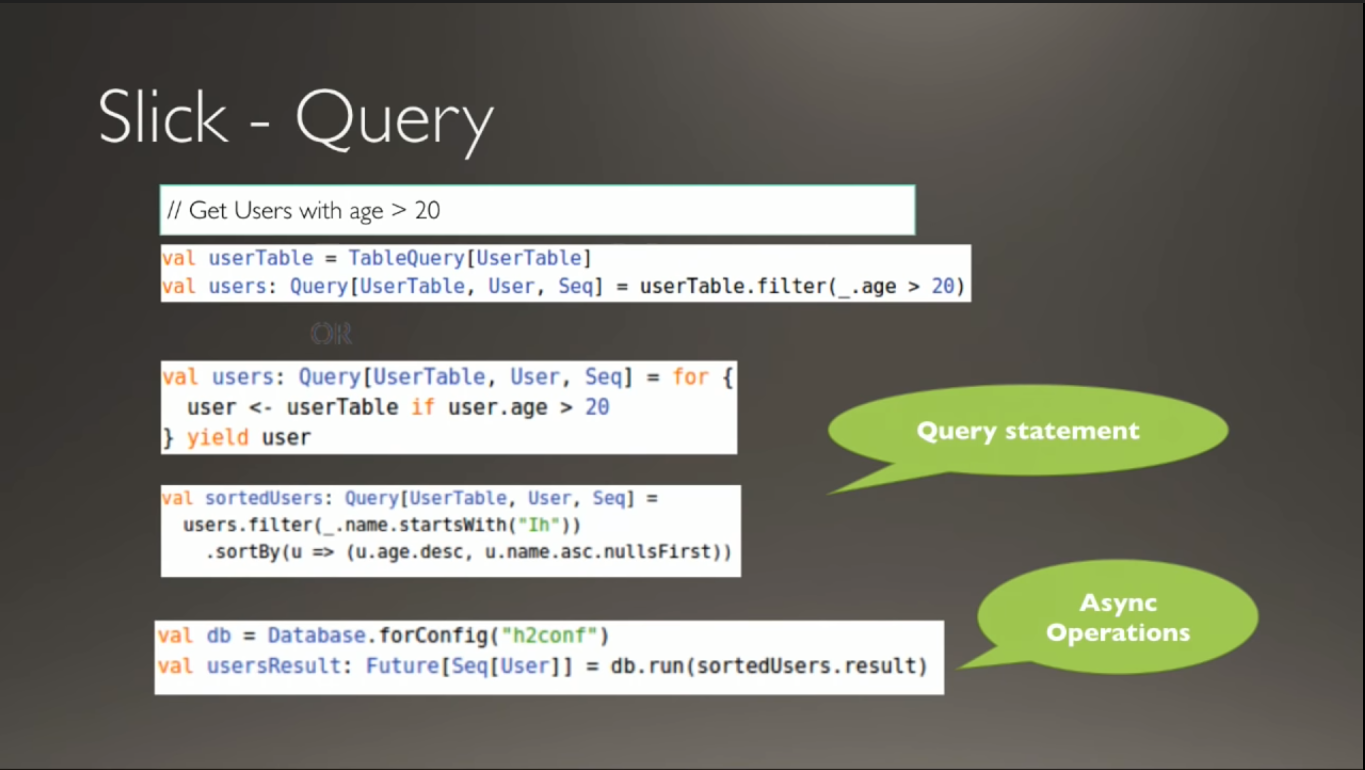 Slick - Query
// Get Users with age > 20
val userTable = TableQuery[UserTable]
val users: Query[UserTable, User, Seq] = userTable.filter(_.age > 20)
OR
val users: Query[UserTable, User, Seq] = for {
  user <- userTable if user.age > 20
} yield user
Query statement
val sortedUsers: Query[UserTable, User, Seq] =
  users.filter(_.name.startsWith("Ih"))
    .sortBy(u => (u.age.desc, u.name.asc.nullsFirst))
Async
Operations
val db = Database.forConfig("h2conf")
val usersResult: Future[Seq[User]] = db.run(sortedUsers.result)